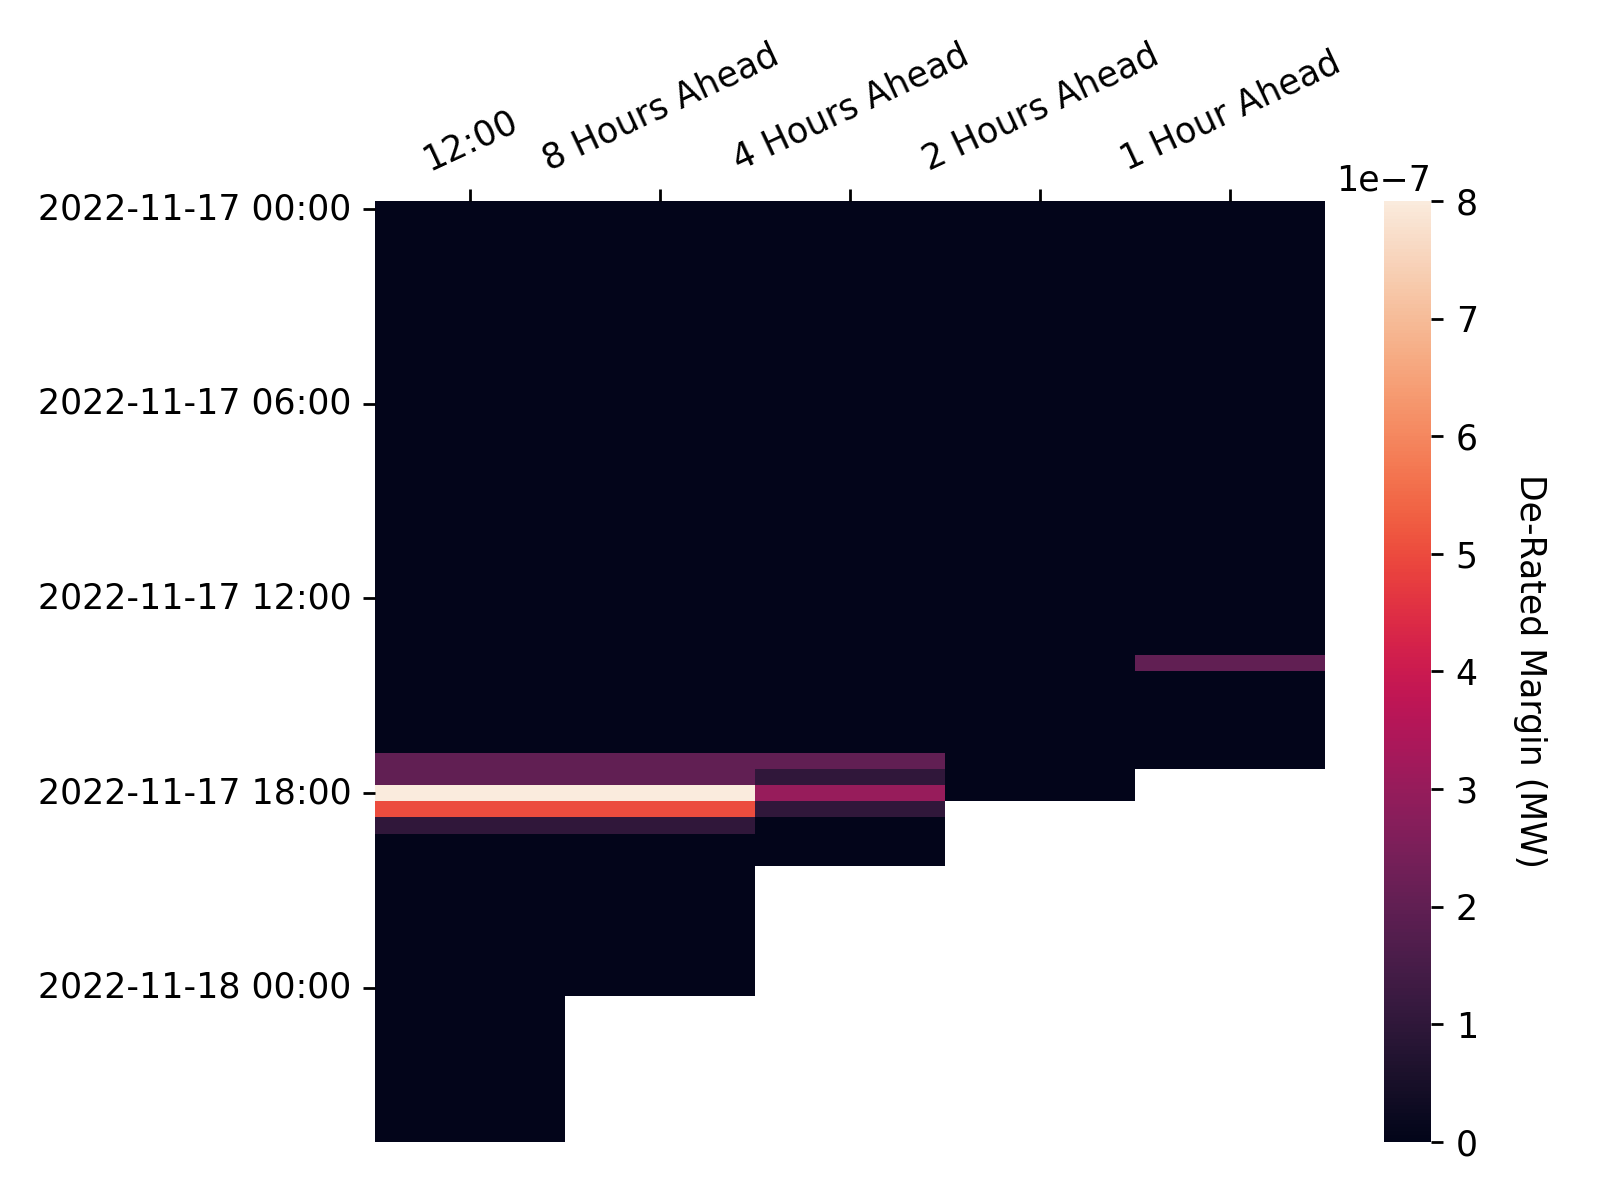 12:00
8 Hours Ahead
4 Hours Ahead
2 Hours Ahead
1 Hour Ahead
2022-11-17 00:00
2022-11-17 06:00
2022-11-17 12:00
2022-11-17 18:00
2022-11-18 00:00
1e−7
8
7
6
5
4
3
2
1
0
De-Rated Margin (MW)